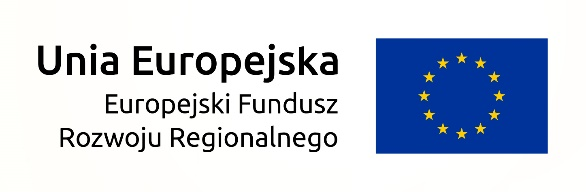 Unia Europejska
Europejski Fundusz
Rozwoju Regionalnego